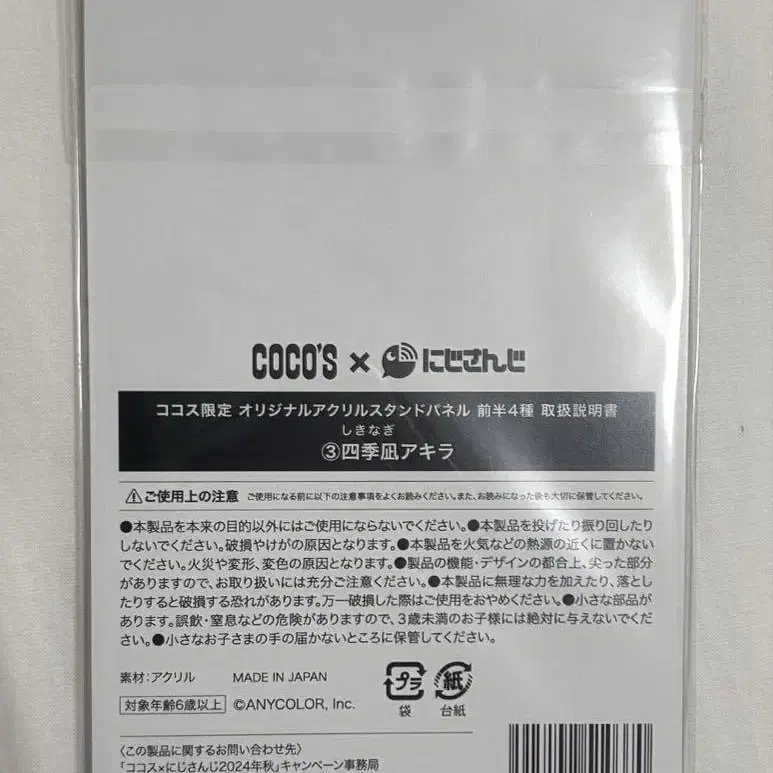 COCO'S × にじさんじ
ココス限定 オリジナルアクリルスタンドパネル 前半4種 取扱説明書
しきなぎ
③四季凪アキラ
⚠ご使用上の注意 ご使用になる前に以下の注意事項をよくお読みください。また、お読みになった後も大切に保管してください。
●本製品を本来の目的以外にはご使用にならないでください。●本製品を投げたり振り回したり
しないでください。破損やけがの原因となります。●本製品を火気などの熱源の近くに置かない
でください。火災や変形、変色の原因となります。●製品の機能・デザインの都合上、尖った部分
がありますので、お取り扱いには充分ご注意ください。●本製品に無理な力を加えたり、落とし
たりすると破損する恐れがあります。万一破損した際はご使用をおやめください。●小さな部品が
あります。誤飲・窒息などの危険がありますので、3歳未満のお子様には絶対に与えないでくだ
さい。●小さなお子さまの手の届かないところに保管してください。
素材：アクリル MADE IN JAPAN
プラ 紙
対象年齢6歳以上 ©ANYCOLOR, Inc.
袋 台紙
〈この製品に関するお問い合わせ先〉
「ココス×にじさんじ2024年秋」キャンペーン事務局